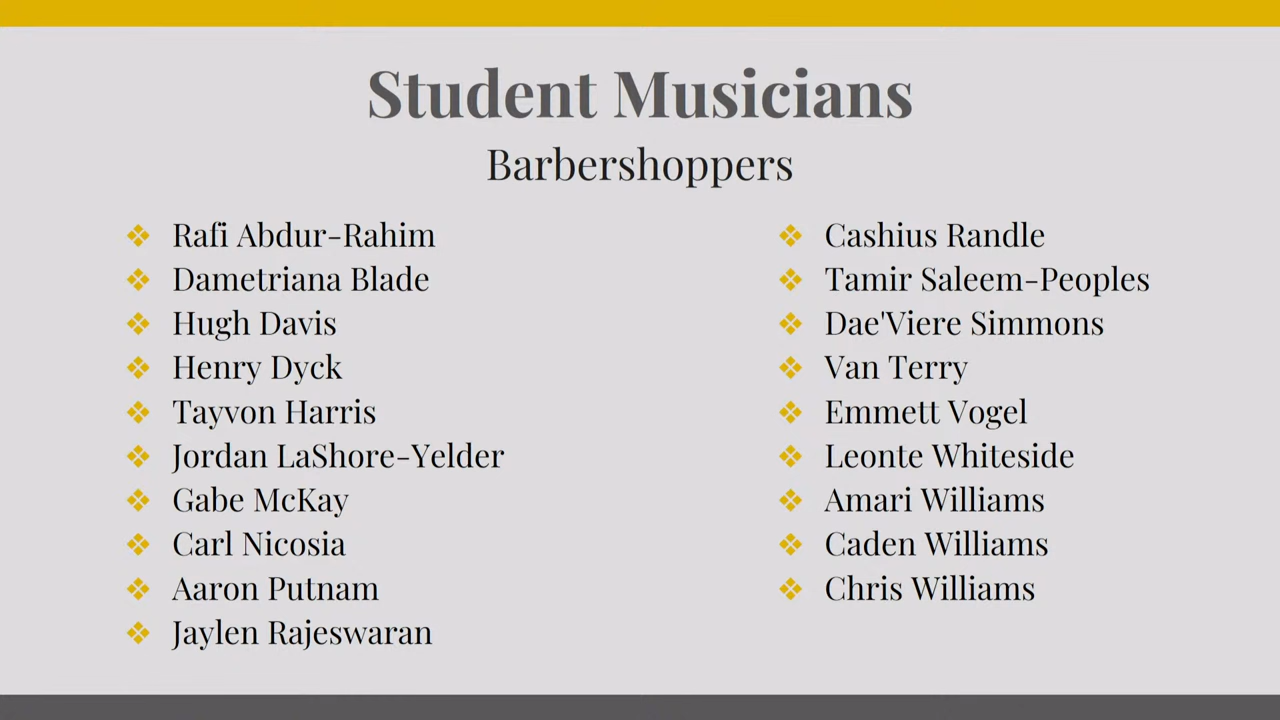 Student Musicians
Barbershoppers
❖ Rafi Abdur-Rahim
❖ Dametriana Blade
❖ Hugh Davis
❖ Henry Dyck
❖ Tayvon Harris
❖ Jordan LaShore-Yelder
❖ Gabe McKay
❖ Carl Nicosia
❖ Aaron Putnam
❖ Jaylen Rajeswaran
❖ Cashius Randle
❖ Tamir Saleem-Peoples
❖ Dae'Viere Simmons
❖ Van Terry
❖ Emmett Vogel
❖ Leonte Whiteside
❖ Amari Williams
❖ Caden Williams
❖ Chris Williams